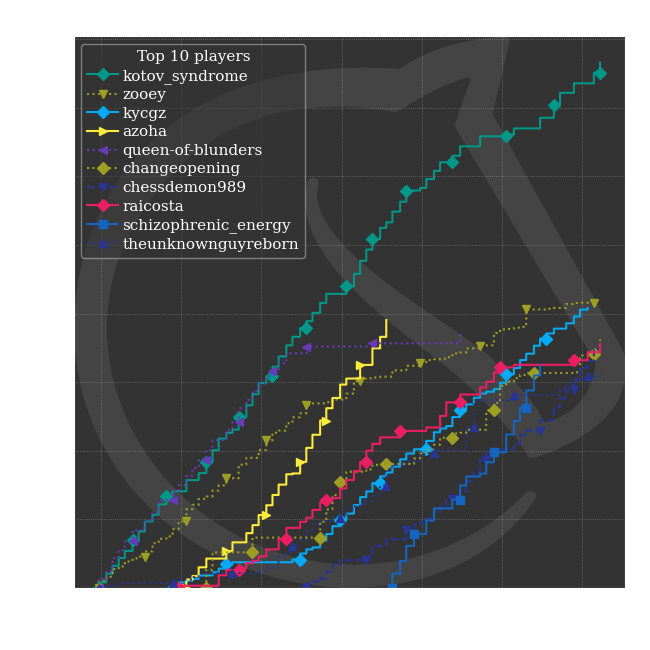 Top 10 players
kotov_syndrome
zooey
kycgz
azoha
queen-of-blunders
changeopening
chessdemon989
raicosta
schizophrenic_energy
theunknownguyreborn